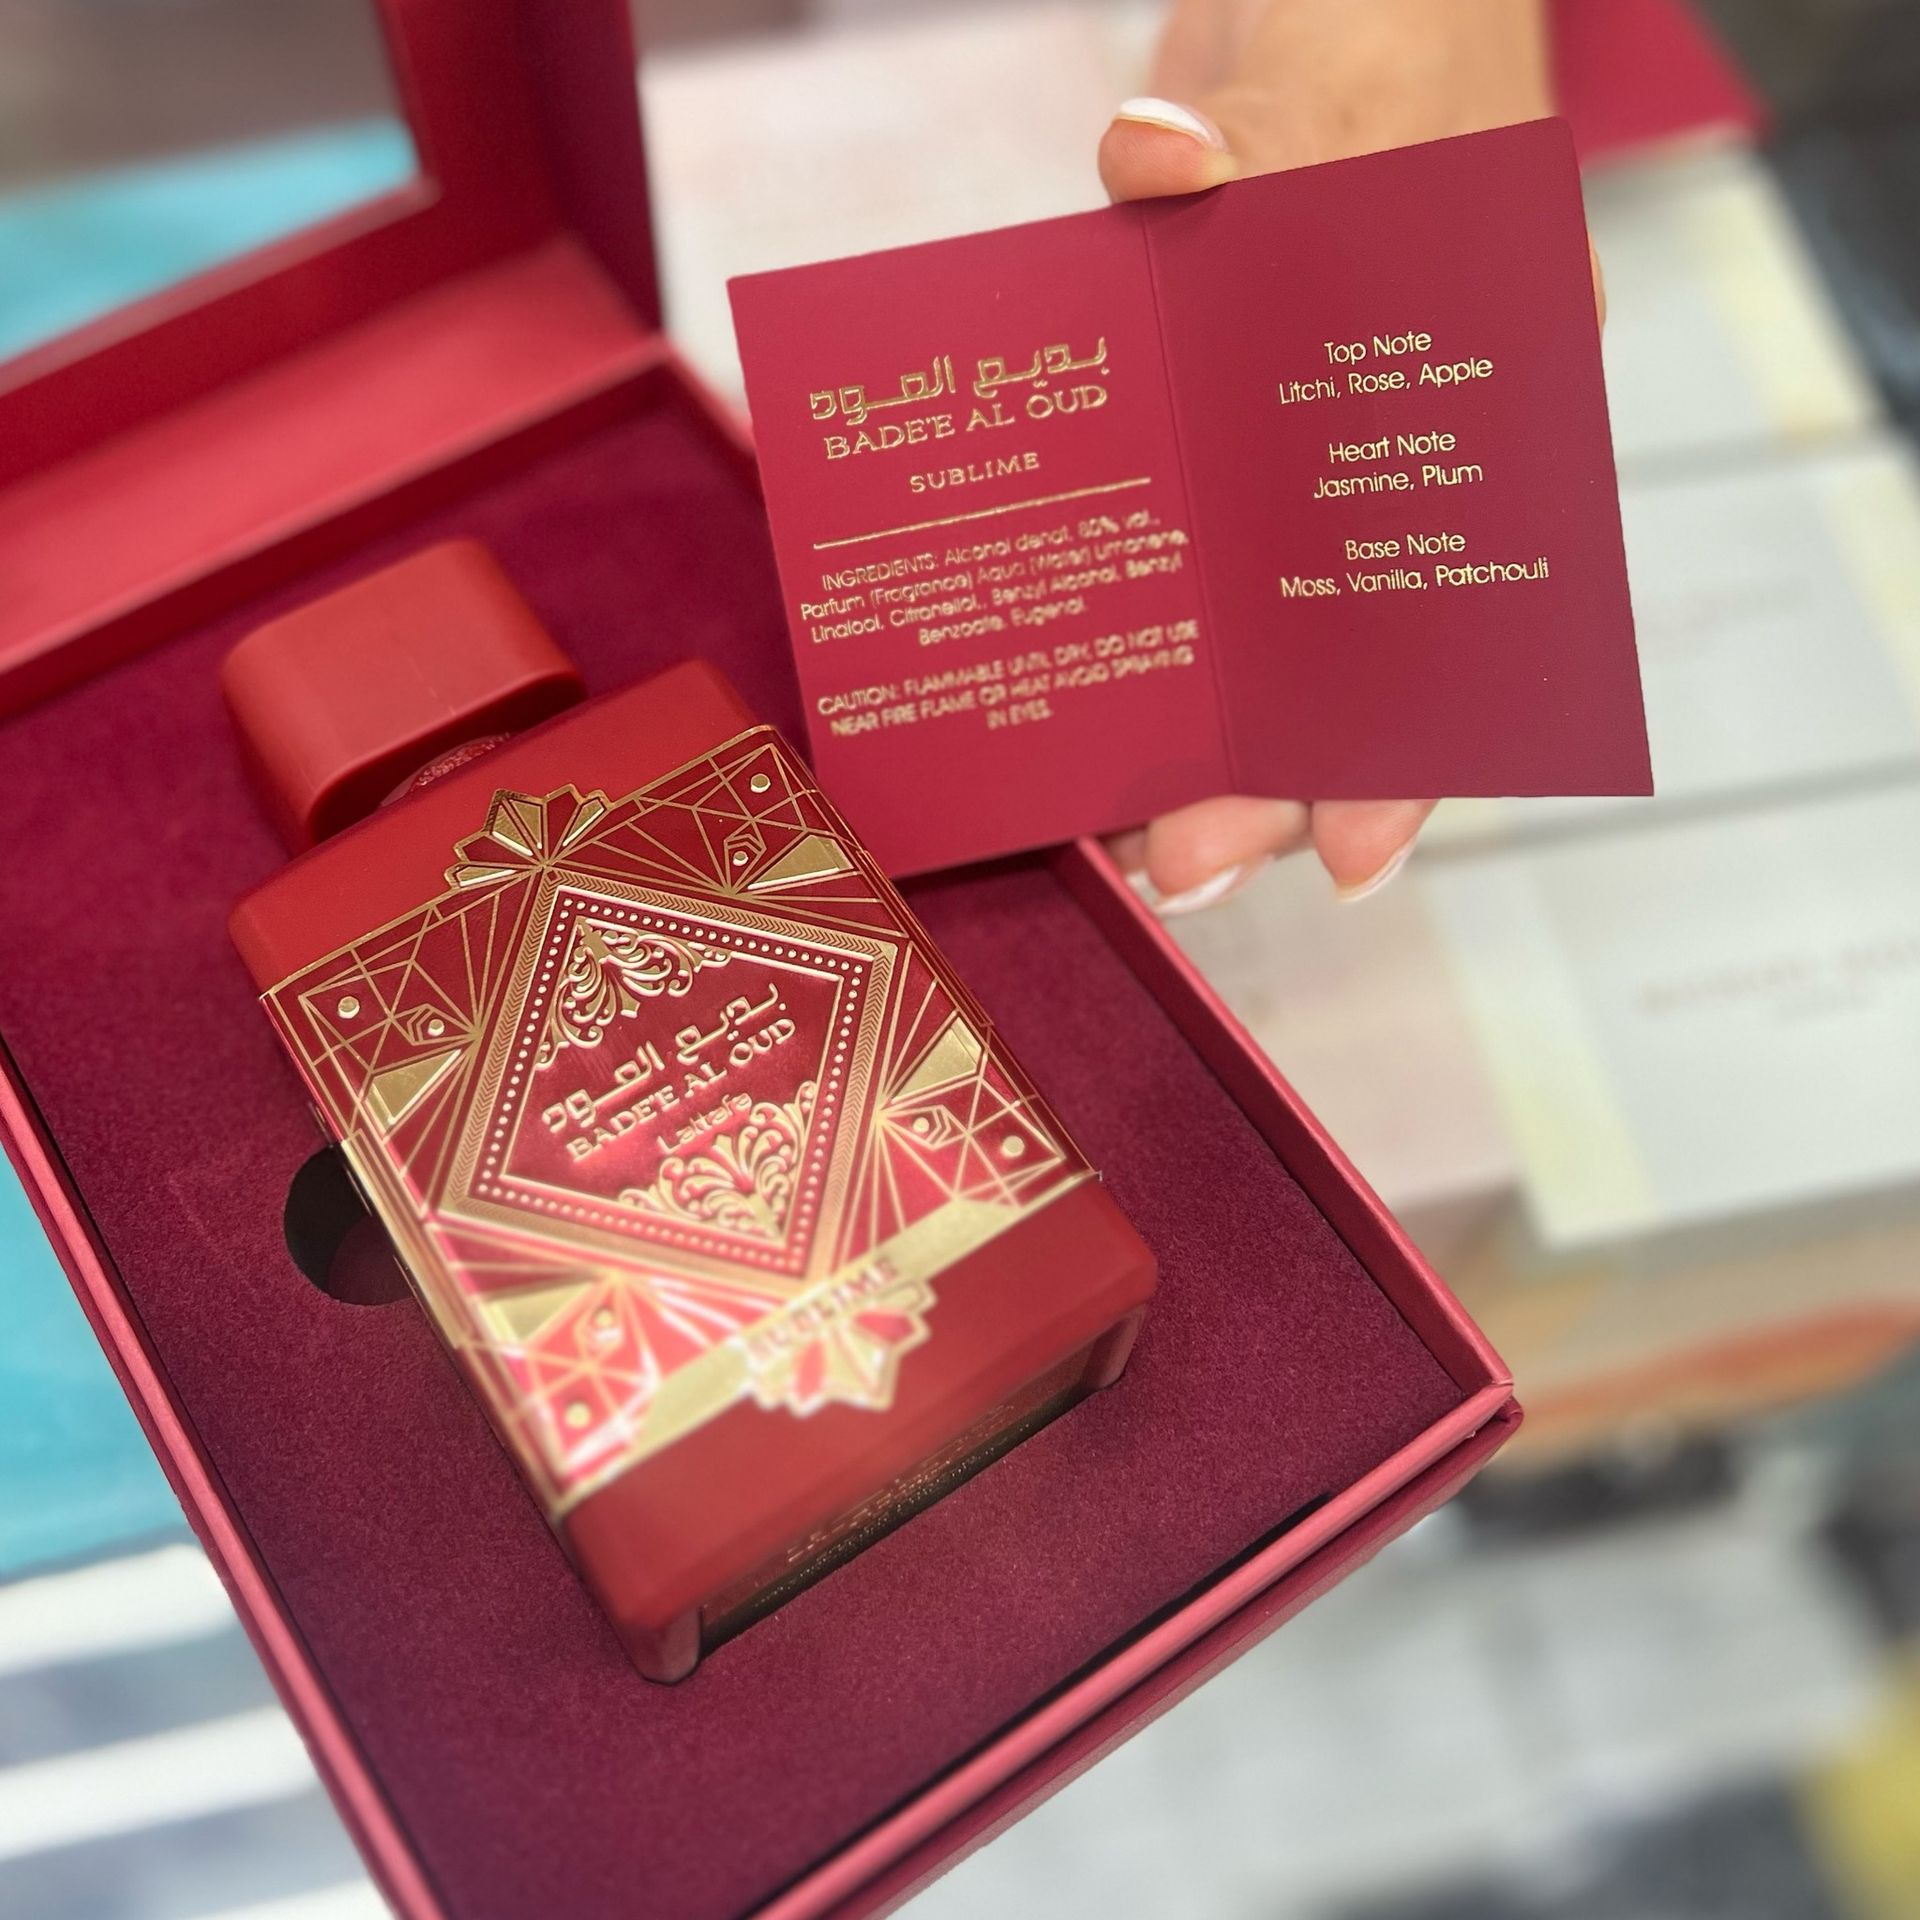 بديع العود
BADE'E AL OUD
SUBLIME
INGREDIENTS: Alcohol denat. 80% vol.,
Parfum (Fragrance) Aqua (Water) Limonene,
Linalool, Citronellol,, Benzyl Alcohol, Benzyl
Benzoate, Eugenol.
CAUTION: FLAMMABLE UNTIL DRY, DO NOT USE
NEAR FIRE FLAME OR HEAT AVOID SPRAYING
IN EYES.
Top Note
Litchi, Rose, Apple
Heart Note
Jasmine, Plum
Base Note
Moss, Vanilla, Patchouli
بديع العود
BADE'E AL OUD
Lattafa
SUBLIME